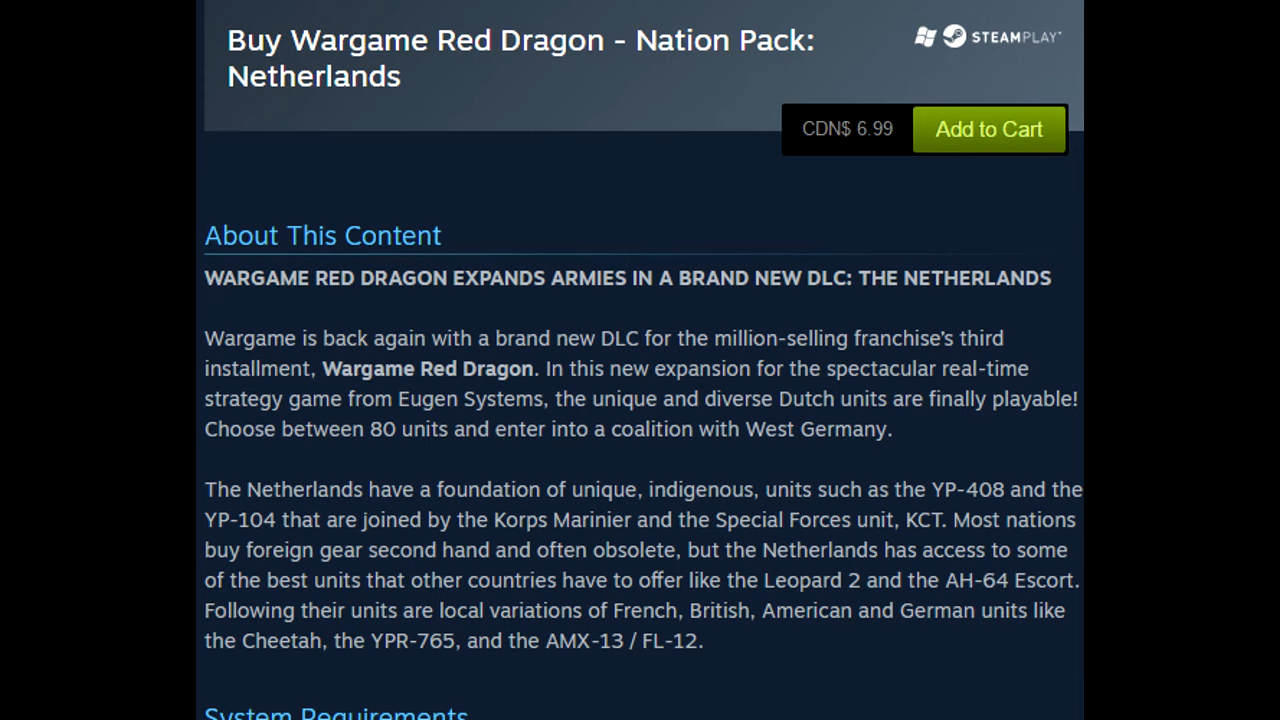 Buy Wargame Red Dragon - Nation Pack:
Netherlands
STEAMPLAY™
CDN$ 6.99
Add to Cart
About This Content
WARGAME RED DRAGON EXPANDS ARMIES IN A BRAND NEW DLC: THE NETHERLANDS
Wargame is back again with a brand new DLC for the million-selling franchise’s third
installment, Wargame Red Dragon. In this new expansion for the spectacular real-time
strategy game from Eugen Systems, the unique and diverse Dutch units are finally playable!
Choose between 80 units and enter into a coalition with West Germany.
The Netherlands have a foundation of unique, indigenous, units such as the YP-408 and the
YP-104 that are joined by the Korps Marinier and the Special Forces unit, KCT. Most nations
buy foreign gear second hand and often obsolete, but the Netherlands has access to some
of the best units that other countries have to offer like the Leopard 2 and the AH-64 Escort.
Following their units are local variations of French, British, American and German units like
the Cheetah, the YPR-765, and the AMX-13 / FL-12.
System Requirements